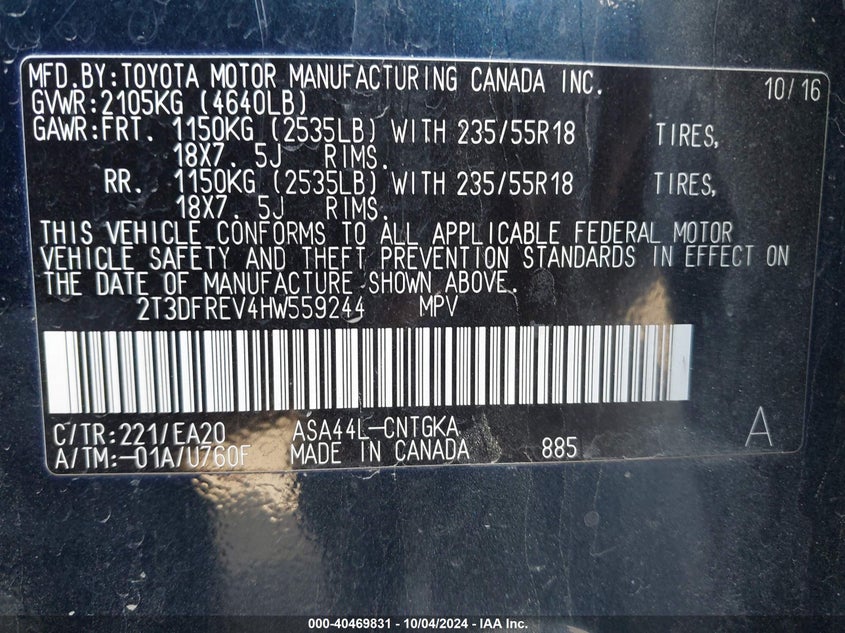 MFD.BY:TOYOTA MOTOR MANUFACTURING CANADA INC. 10/16
GVWR:2105KG (4640LB)
GAWR:FRT. 1150KG (2535LB) WITH 235/55R18 TIRES,
18X7. 5J RIMS.
RR. 1150KG (2535LB) WITH 235/55R18 TIRES,
18X7. 5J RIMS.
THIS VEHICLE CONFORMS TO ALL APPLICABLE FEDERAL MOTOR
VEHICLE SAFETY AND THEFT PREVENTION STANDARDS IN EFFECT ON
THE DATE OF MANUFACTURE SHOWN ABOVE.
2T3DFREV4HW559244 MPV
C/TR:221/EA20 ASA44L-CNTGKA A
A/TM:-01A/U760F MADE IN CANADA 885
000-40469831 - 10/04/2024 - IAA Inc.